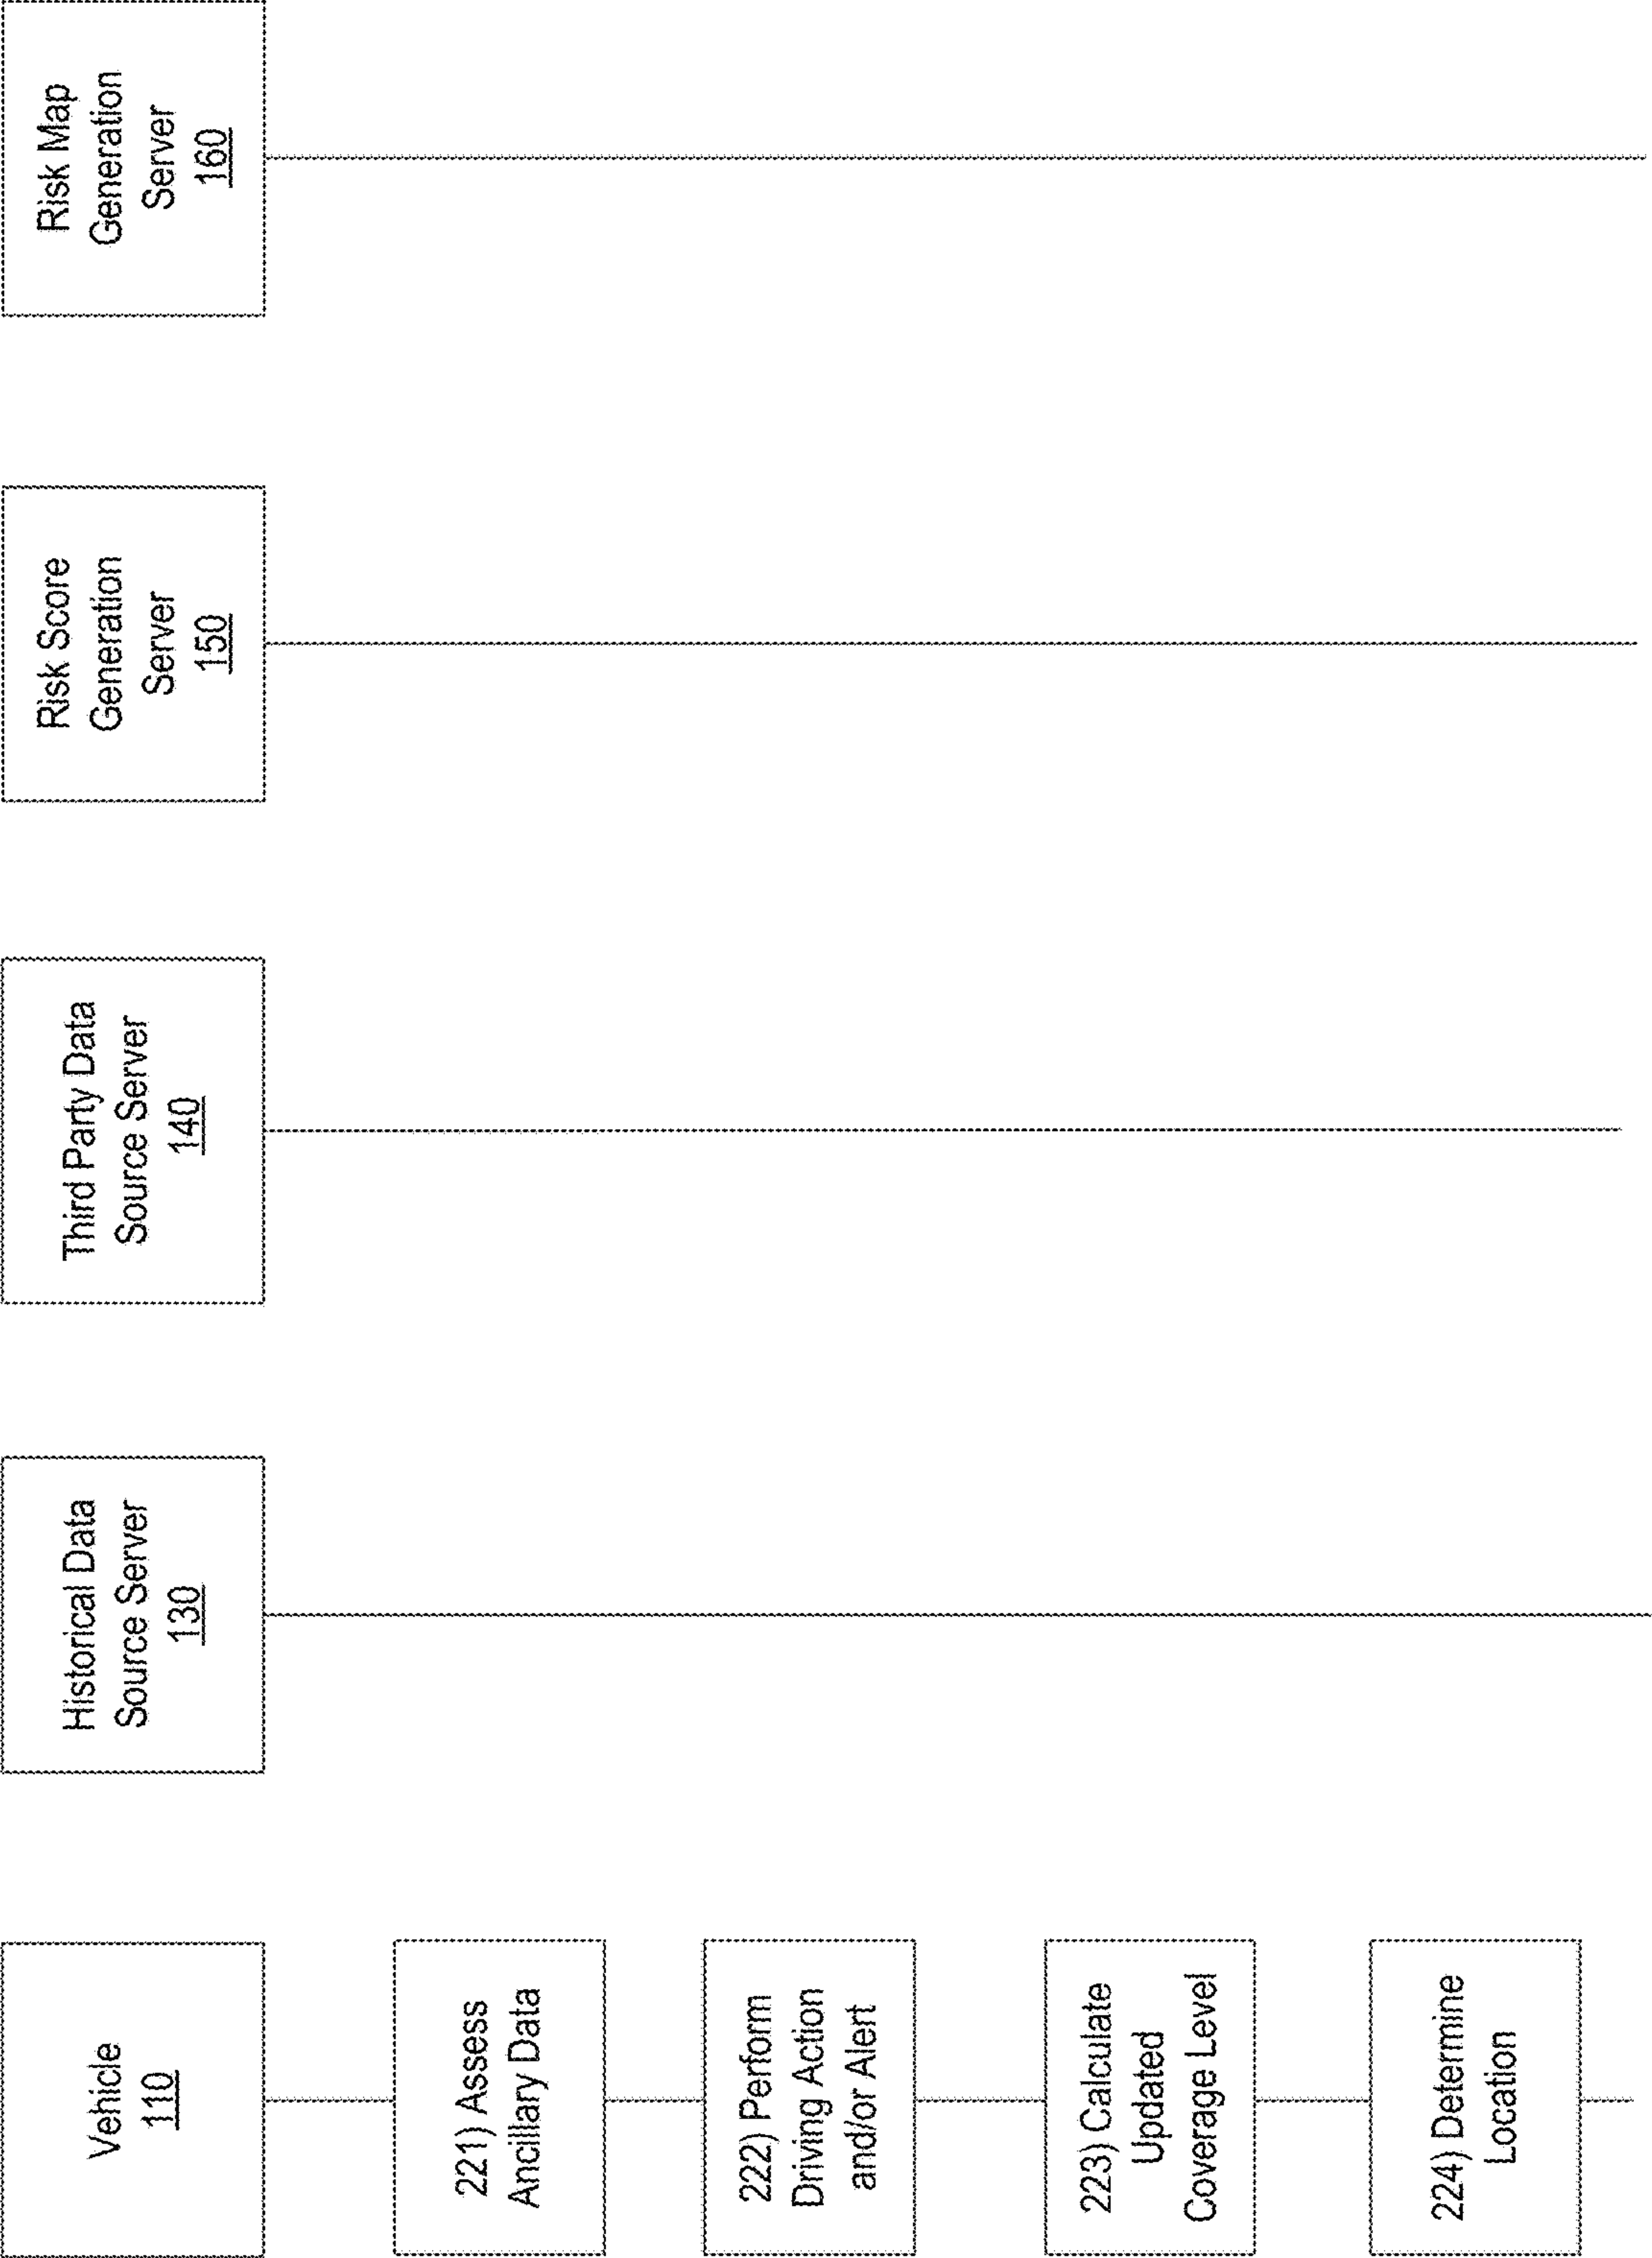 Vehicle
110
Historical Data
Source Server
130
Third Party Data
Source Server
140
Risk Score
Generation
Server
150
Risk Map
Generation
Server
160
221) Assess
Ancillary Data
222) Perform
Driving Action
and/or Alert
223) Calculate
Updated
Coverage Level
224) Determine
Location